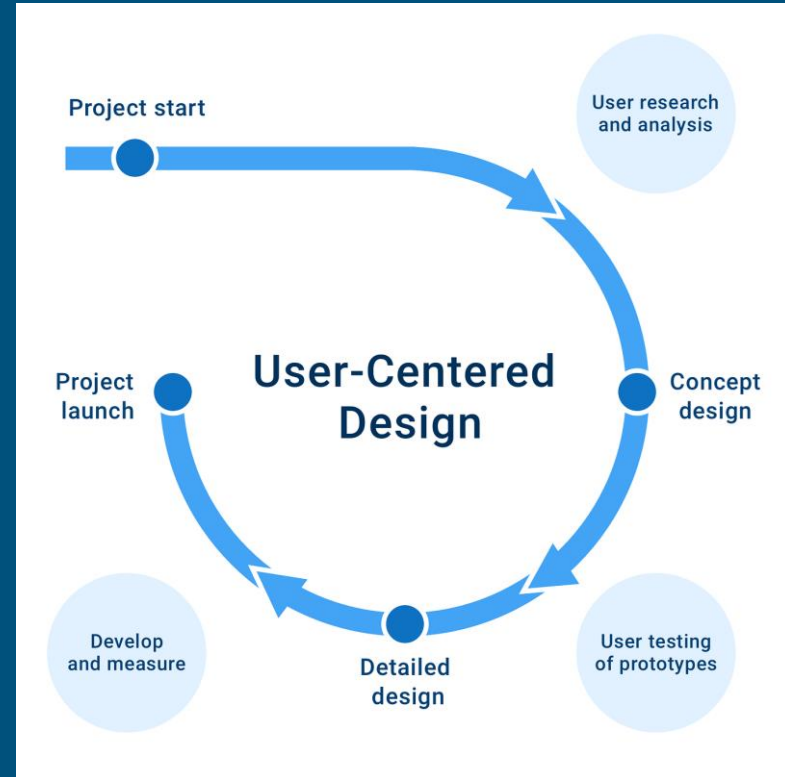 Project start
User research
and analysis
User-Centered
Design
Project
launch
Concept
design
Develop
and measure
Detailed
design
User testing
of prototypes